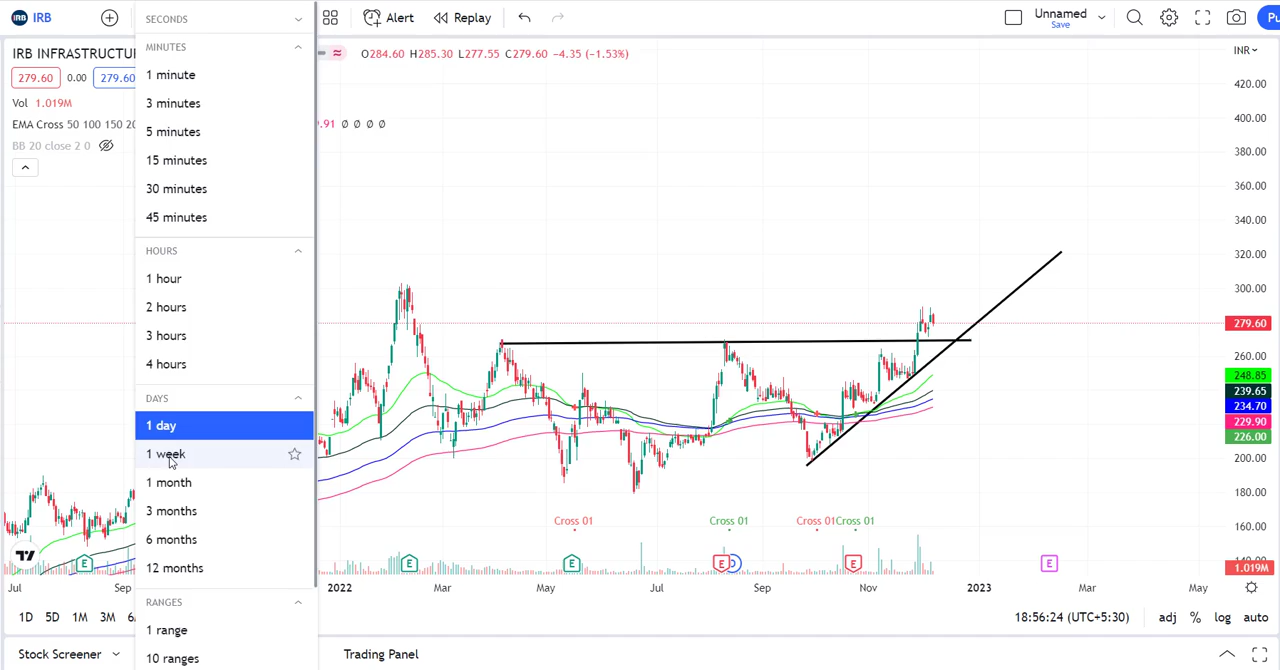 IRB IRB
Alert Replay Unnamed
Save
IRB INFRASTRUCTU
279.60 0.00 279.60
Vol 1.019M
EMA Cross 50 100 150 20
BB 20 close 2 0
SECONDS
MINUTES
1 minute
3 minutes
5 minutes
15 minutes
30 minutes
45 minutes
HOURS
1 hour
2 hours
3 hours
4 hours
DAYS
1 day
1 week
1 month
3 months
6 months
12 months
RANGES
1 range
10 ranges
O284.60 H285.30 L277.55 C279.60 −4.35 (−1.53%)
.91 Ø Ø Ø Ø
INR
420.00
400.00
380.00
360.00
340.00
320.00
300.00
279.60
260.00
248.85
239.65
234.70
229.90
226.00
200.00
180.00
160.00
140.00
1.019M
Cross 01 Cross 01 Cross 01 Cross 01
E E E E E
Jul Sep 2022 Mar May Jul Sep Nov 2023 Mar May
1D 5D 1M 3M 18:56:24 (UTC+5:30) adj % log auto
Stock Screener Trading Panel